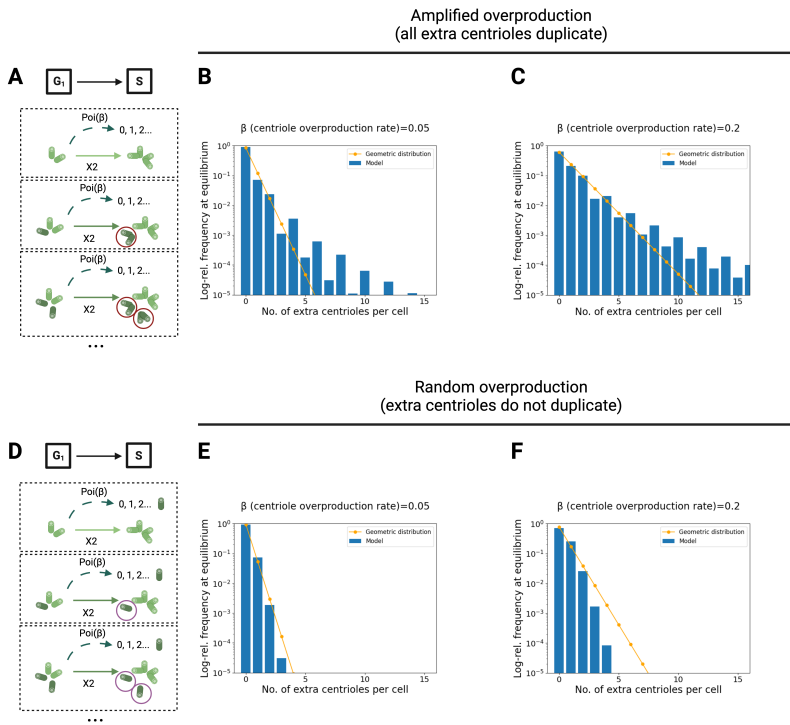 Amplified overproduction
(all extra centrioles duplicate)
A
G₁
S
Poi(β)
0, 1, 2...
X2
Poi(β)
0, 1, 2...
X2
Poi(β)
0, 1, 2...
X2
...
B
β (centriole overproduction rate)=0.05
Log-rel. frequency at equilibrium
10⁰
10⁻¹
10⁻²
10⁻³
10⁻⁴
10⁻⁵
Geometric distribution
Model
0
5
10
15
No. of extra centrioles per cell
C
β (centriole overproduction rate)=0.2
Log-rel. frequency at equilibrium
10⁰
10⁻¹
10⁻²
10⁻³
10⁻⁴
10⁻⁵
Geometric distribution
Model
0
5
10
15
No. of extra centrioles per cell
Random overproduction
(extra centrioles do not duplicate)
D
G₁
S
Poi(β)
0, 1, 2...
X2
Poi(β)
0, 1, 2...
X2
Poi(β)
0, 1, 2...
X2
...
E
β (centriole overproduction rate)=0.05
Log-rel. frequency at equilibrium
10⁰
10⁻¹
10⁻²
10⁻³
10⁻⁴
10⁻⁵
Geometric distribution
Model
0
5
10
15
No. of extra centrioles per cell
F
β (centriole overproduction rate)=0.2
Log-rel. frequency at equilibrium
10⁰
10⁻¹
10⁻²
10⁻³
10⁻⁴
10⁻⁵
Geometric distribution
Model
0
5
10
15
No. of extra centrioles per cell